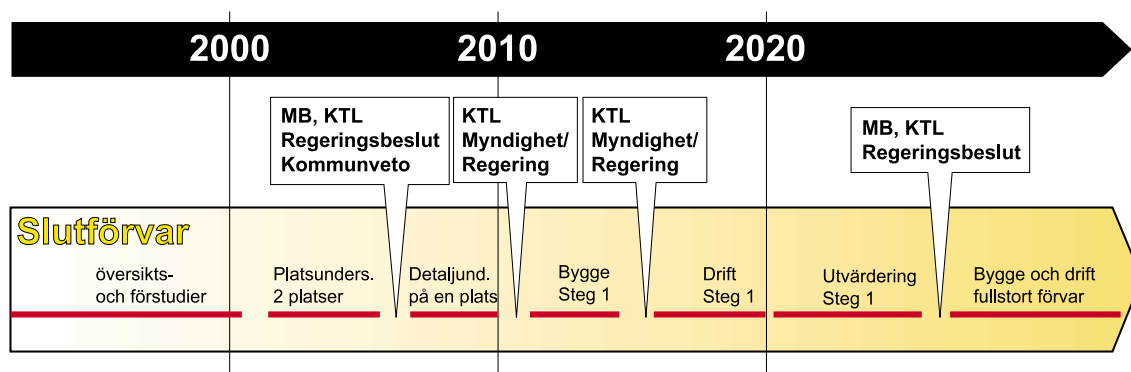 2000
2010
2020
MB, KTL
Regeringsbeslut
Kommunveto
KTL
Myndighet/
Regering
KTL
Myndighet/
Regering
MB, KTL
Regeringsbeslut
Slutförvar
översikts-
och förstudier
Platsunders.
2 platser
Detaljund.
på en plats
Bygge
Steg 1
Drift
Steg 1
Utvärdering
Steg 1
Bygge och drift
fullstort förvar